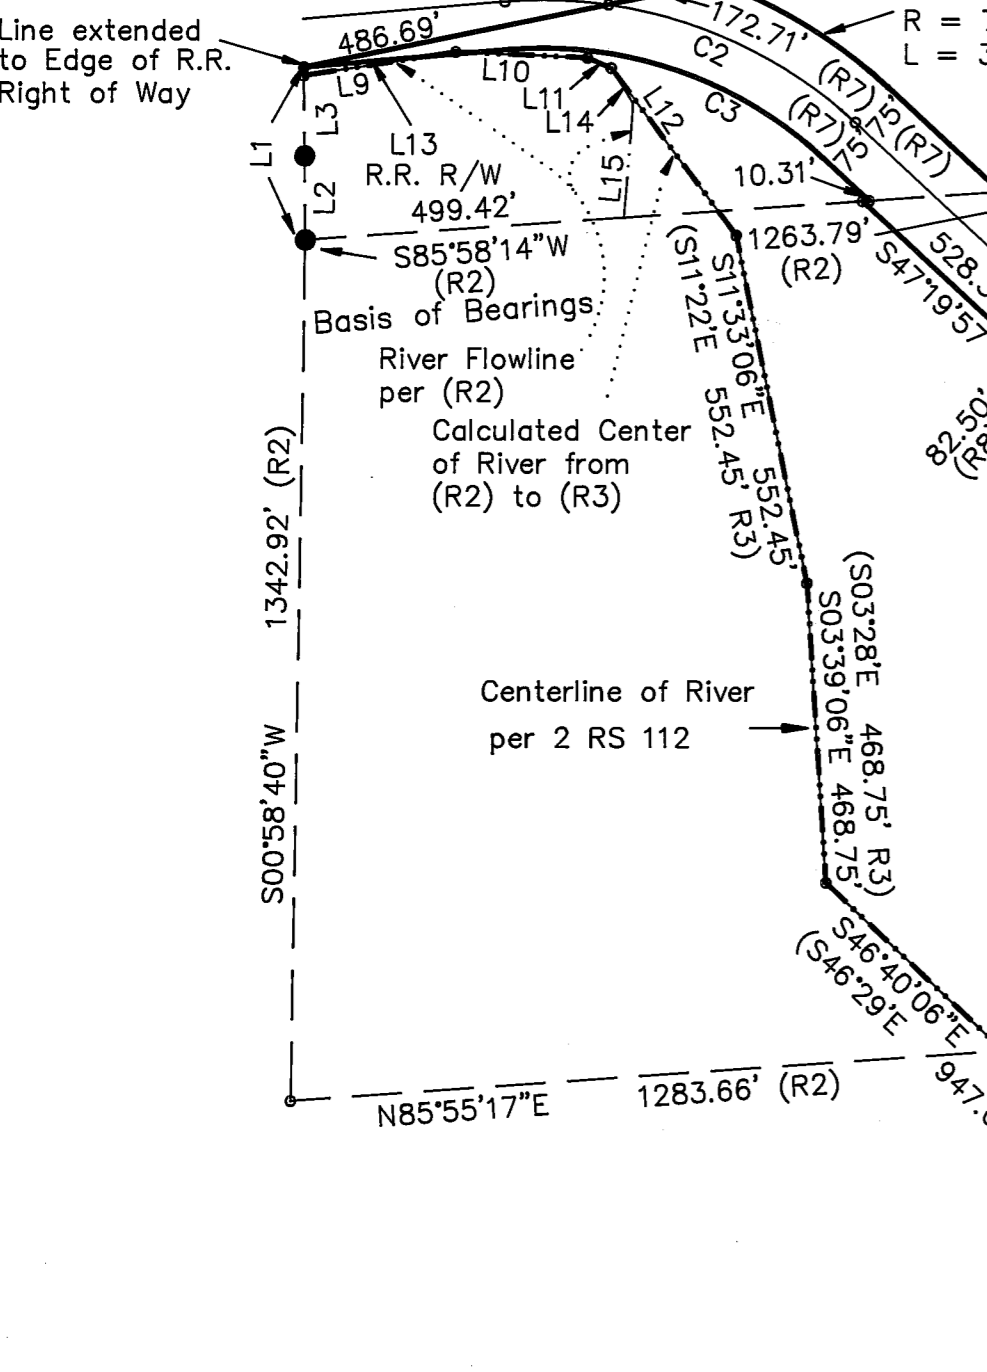 Line extended
to Edge of R.R.
Right of Way
486.69'
172.71'
C2
C3
(R7)
75'
(R7)
(R7)
75'
L9
L10
L11
L14
L12
L13
L3
L1
L2
L15
R.R. R/W
499.42'
10.31'
S85°58'14"W
(R2)
1263.79'
(R2)
S47°19'57
Basis of Bearings
River Flowline
per (R2)
Calculated Center
of River from
(R2) to (R3)
S11°33'06"E 552.45'
(S11°22'E 552.45' R3)
82.50'
1342.92' (R2)
S00°58'40"W
(S03°28'E 468.75' R3)
S03°39'06"E 468.75'
Centerline of River
per 2 RS 112
S46°40'06"E
(S46°29'E
N85°55'17"E
1283.66' (R2)